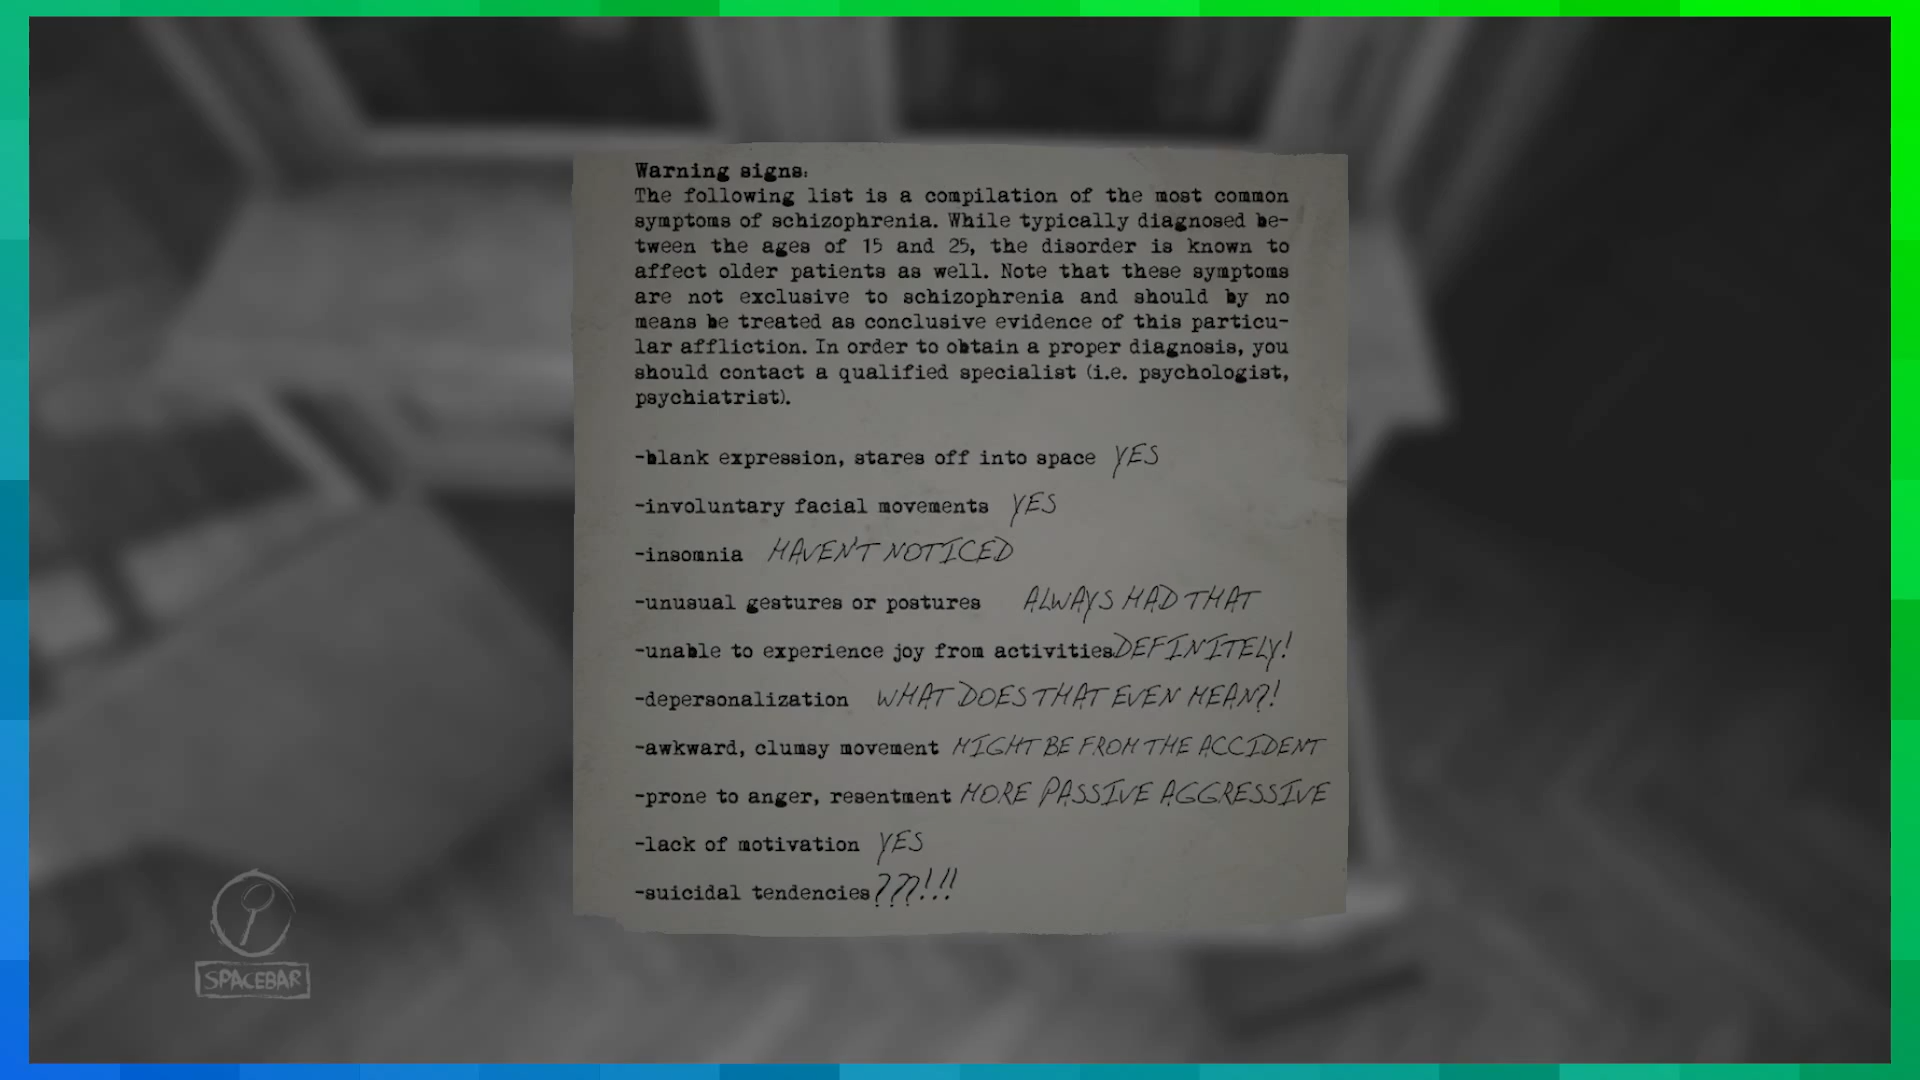 Warning signs:
The following list is a compilation of the most common
symptoms of schizophrenia. While typically diagnosed be-
tween the ages of 15 and 25, the disorder is known to
affect older patients as well. Note that these symptoms
are not exclusive to schizophrenia and should by no
means be treated as conclusive evidence of this particu-
lar affliction. In order to obtain a proper diagnosis, you
should contact a qualified specialist (i.e. psychologist,
psychiatrist).
-blank expression, stares off into space YES
-involuntary facial movements YES
-insomnia HAVEN'T NOTICED
-unusual gestures or postures ALWAYS HAD THAT
-unable to experience joy from activities DEFINITELY!
-depersonalization WHAT DOES THAT EVEN MEAN?!
-awkward, clumsy movement MIGHT BE FROM THE ACCIDENT
-prone to anger, resentment MORE PASSIVE AGGRESSIVE
-lack of motivation YES
-suicidal tendencies ???!!!
SPACEBAR